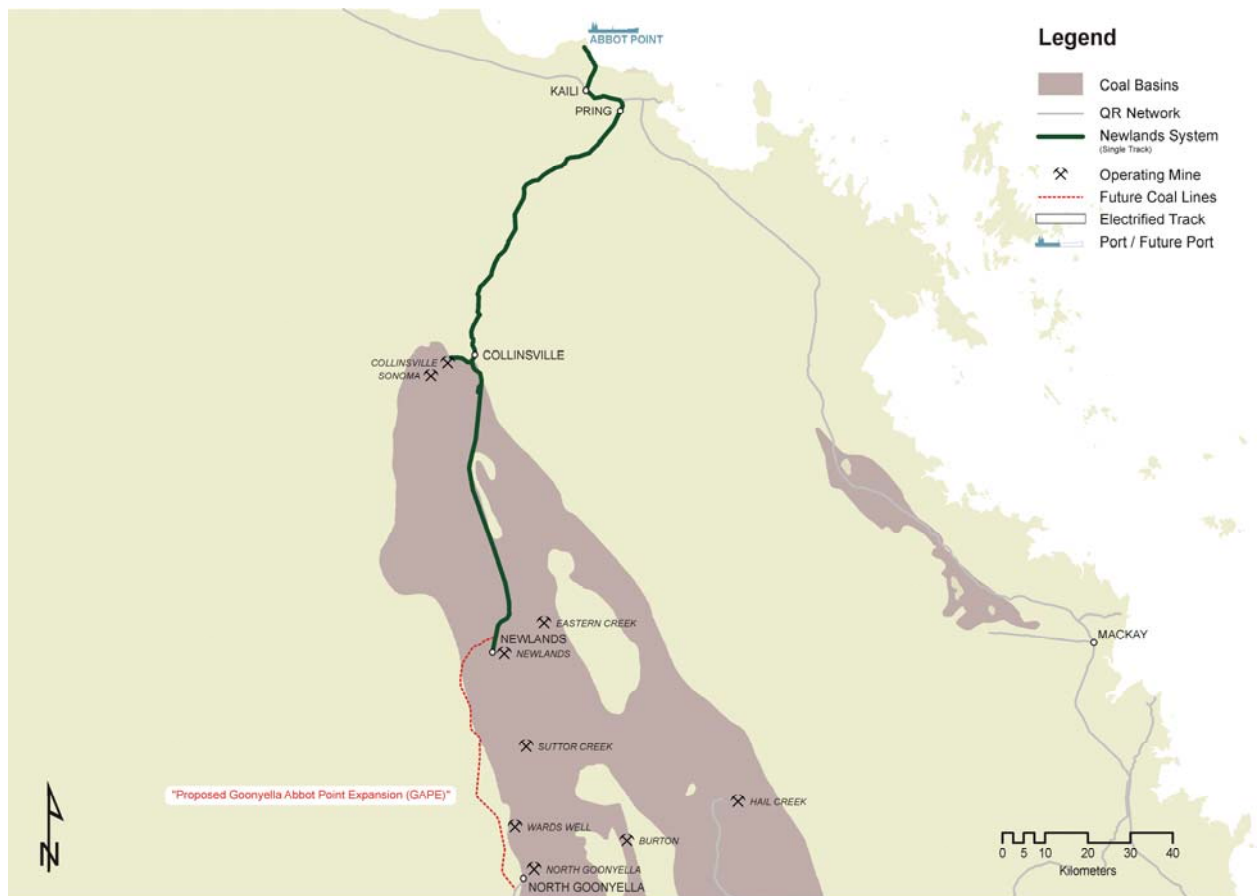 ABBOT POINT
KAILI
PRING
COLLINSVILLE
COLLINSVILLE
SONOMA
EASTERN CREEK
NEWLANDS
NEWLANDS
MACKAY
SUTTOR CREEK
"Proposed Goonyella Abbot Point Expansion (GAPE)"
HAIL CREEK
WARDS WELL
BURTON
NORTH GOONYELLA
NORTH GOONYELLA
N
Legend
Coal Basins
QR Network
Newlands System
(Single Track)
Operating Mine
Future Coal Lines
Electrified Track
Port / Future Port
0 5 10 20 30 40
Kilometers